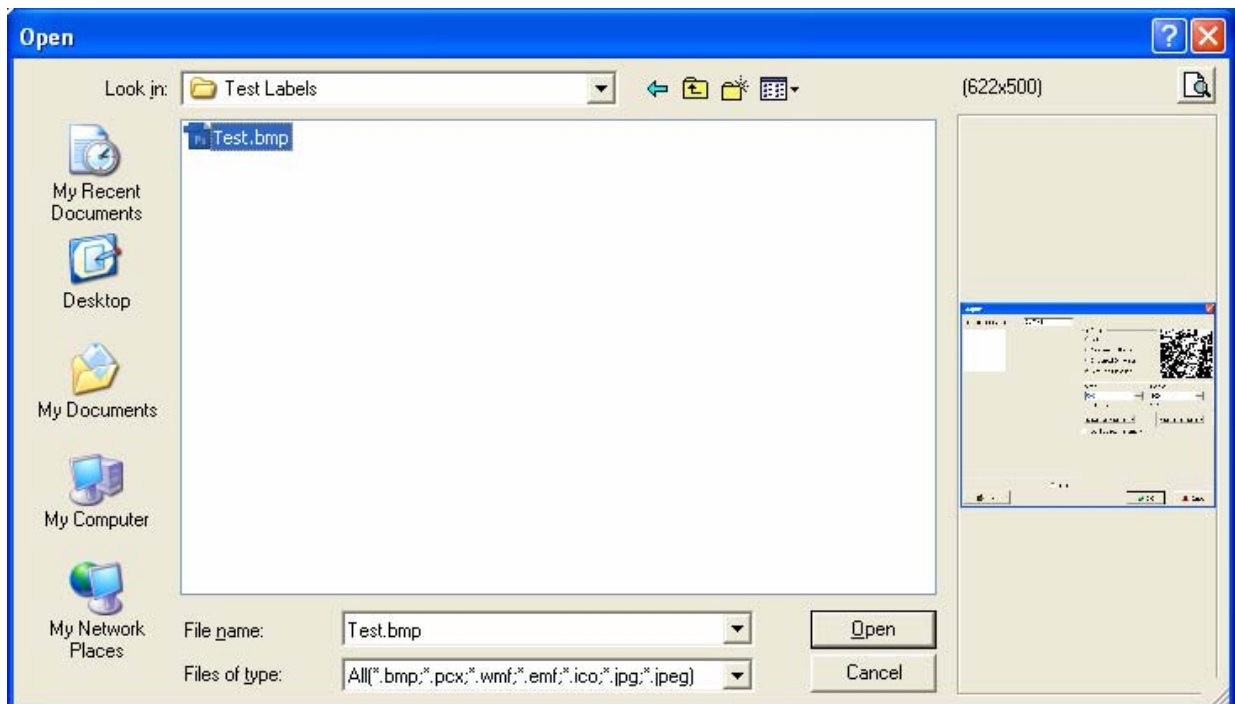 Open
Look in: Test Labels (622x500)
Test.bmp
My Recent
Documents
Desktop
My Documents
My Computer
My Network
Places
File name: Test.bmp Open
Files of type: All(*.bmp;*.pcx;*.wmf;*.emf;*.ico;*.jpg;*.jpeg) Cancel